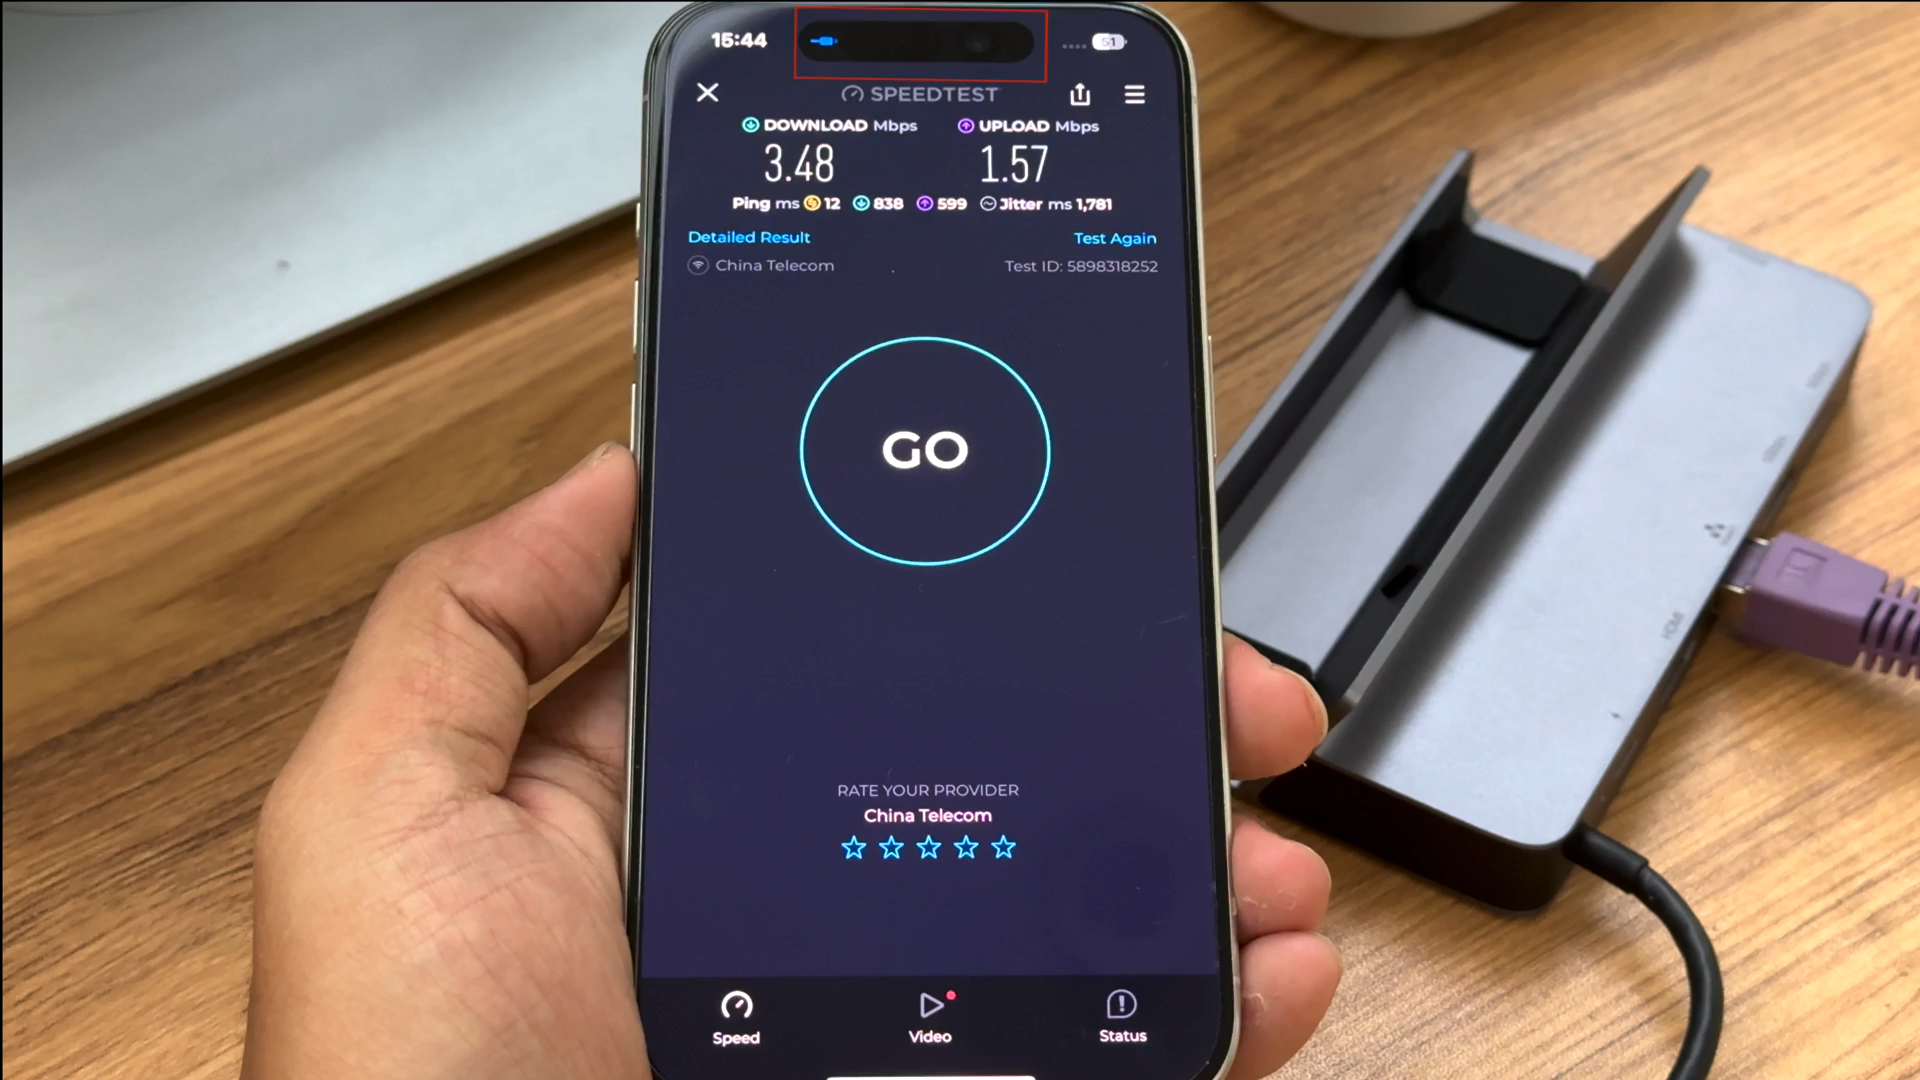 15:44
51
SPEEDTEST
DOWNLOAD Mbps UPLOAD Mbps
3.48 1.57
Ping ms 12 838 599 Jitter ms 1,781
Detailed Result Test Again
China Telecom Test ID: 5898318252
GO
RATE YOUR PROVIDER
China Telecom
Speed Video Status
HDMI